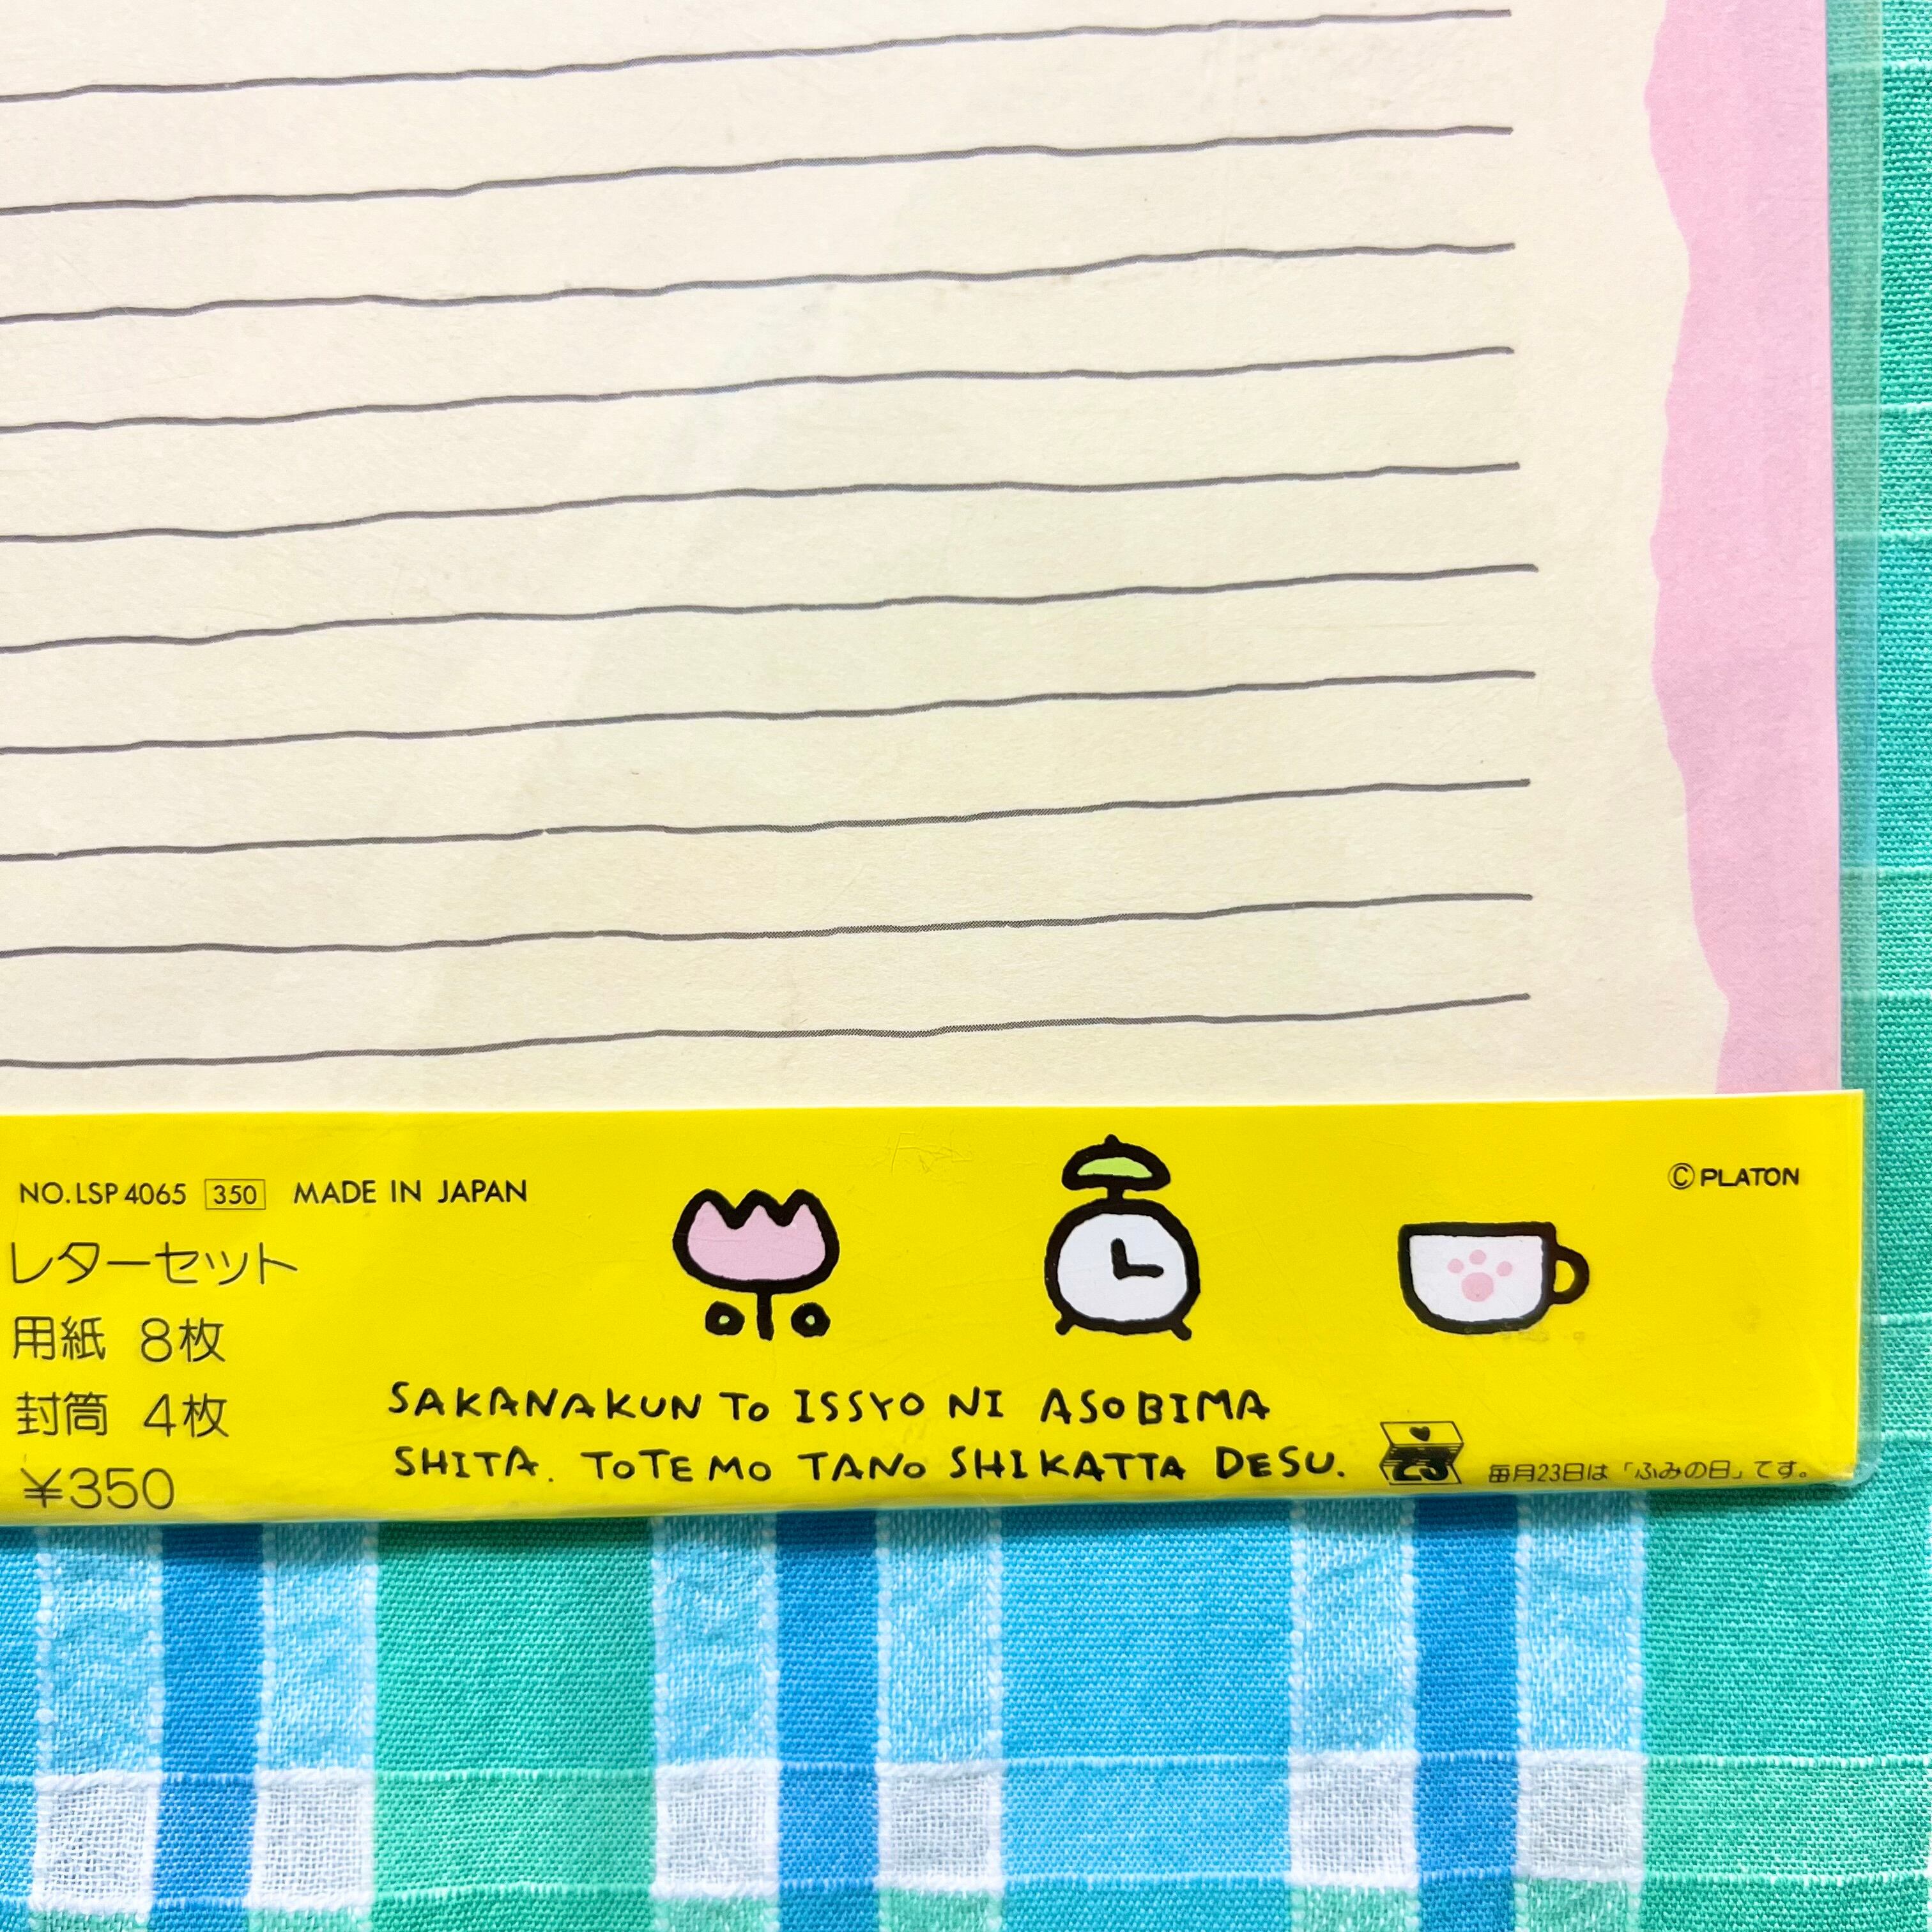 NO.LSP 4065 350 MADE IN JAPAN
© PLATON
レターセット
用紙 8枚
封筒 4枚
¥350
SAKANAKUN TO ISSYO NI ASOBIMA
SHITA. TOTEMO TANO SHIKATTA DESU.
23 毎月23日は「ふみの日」です。